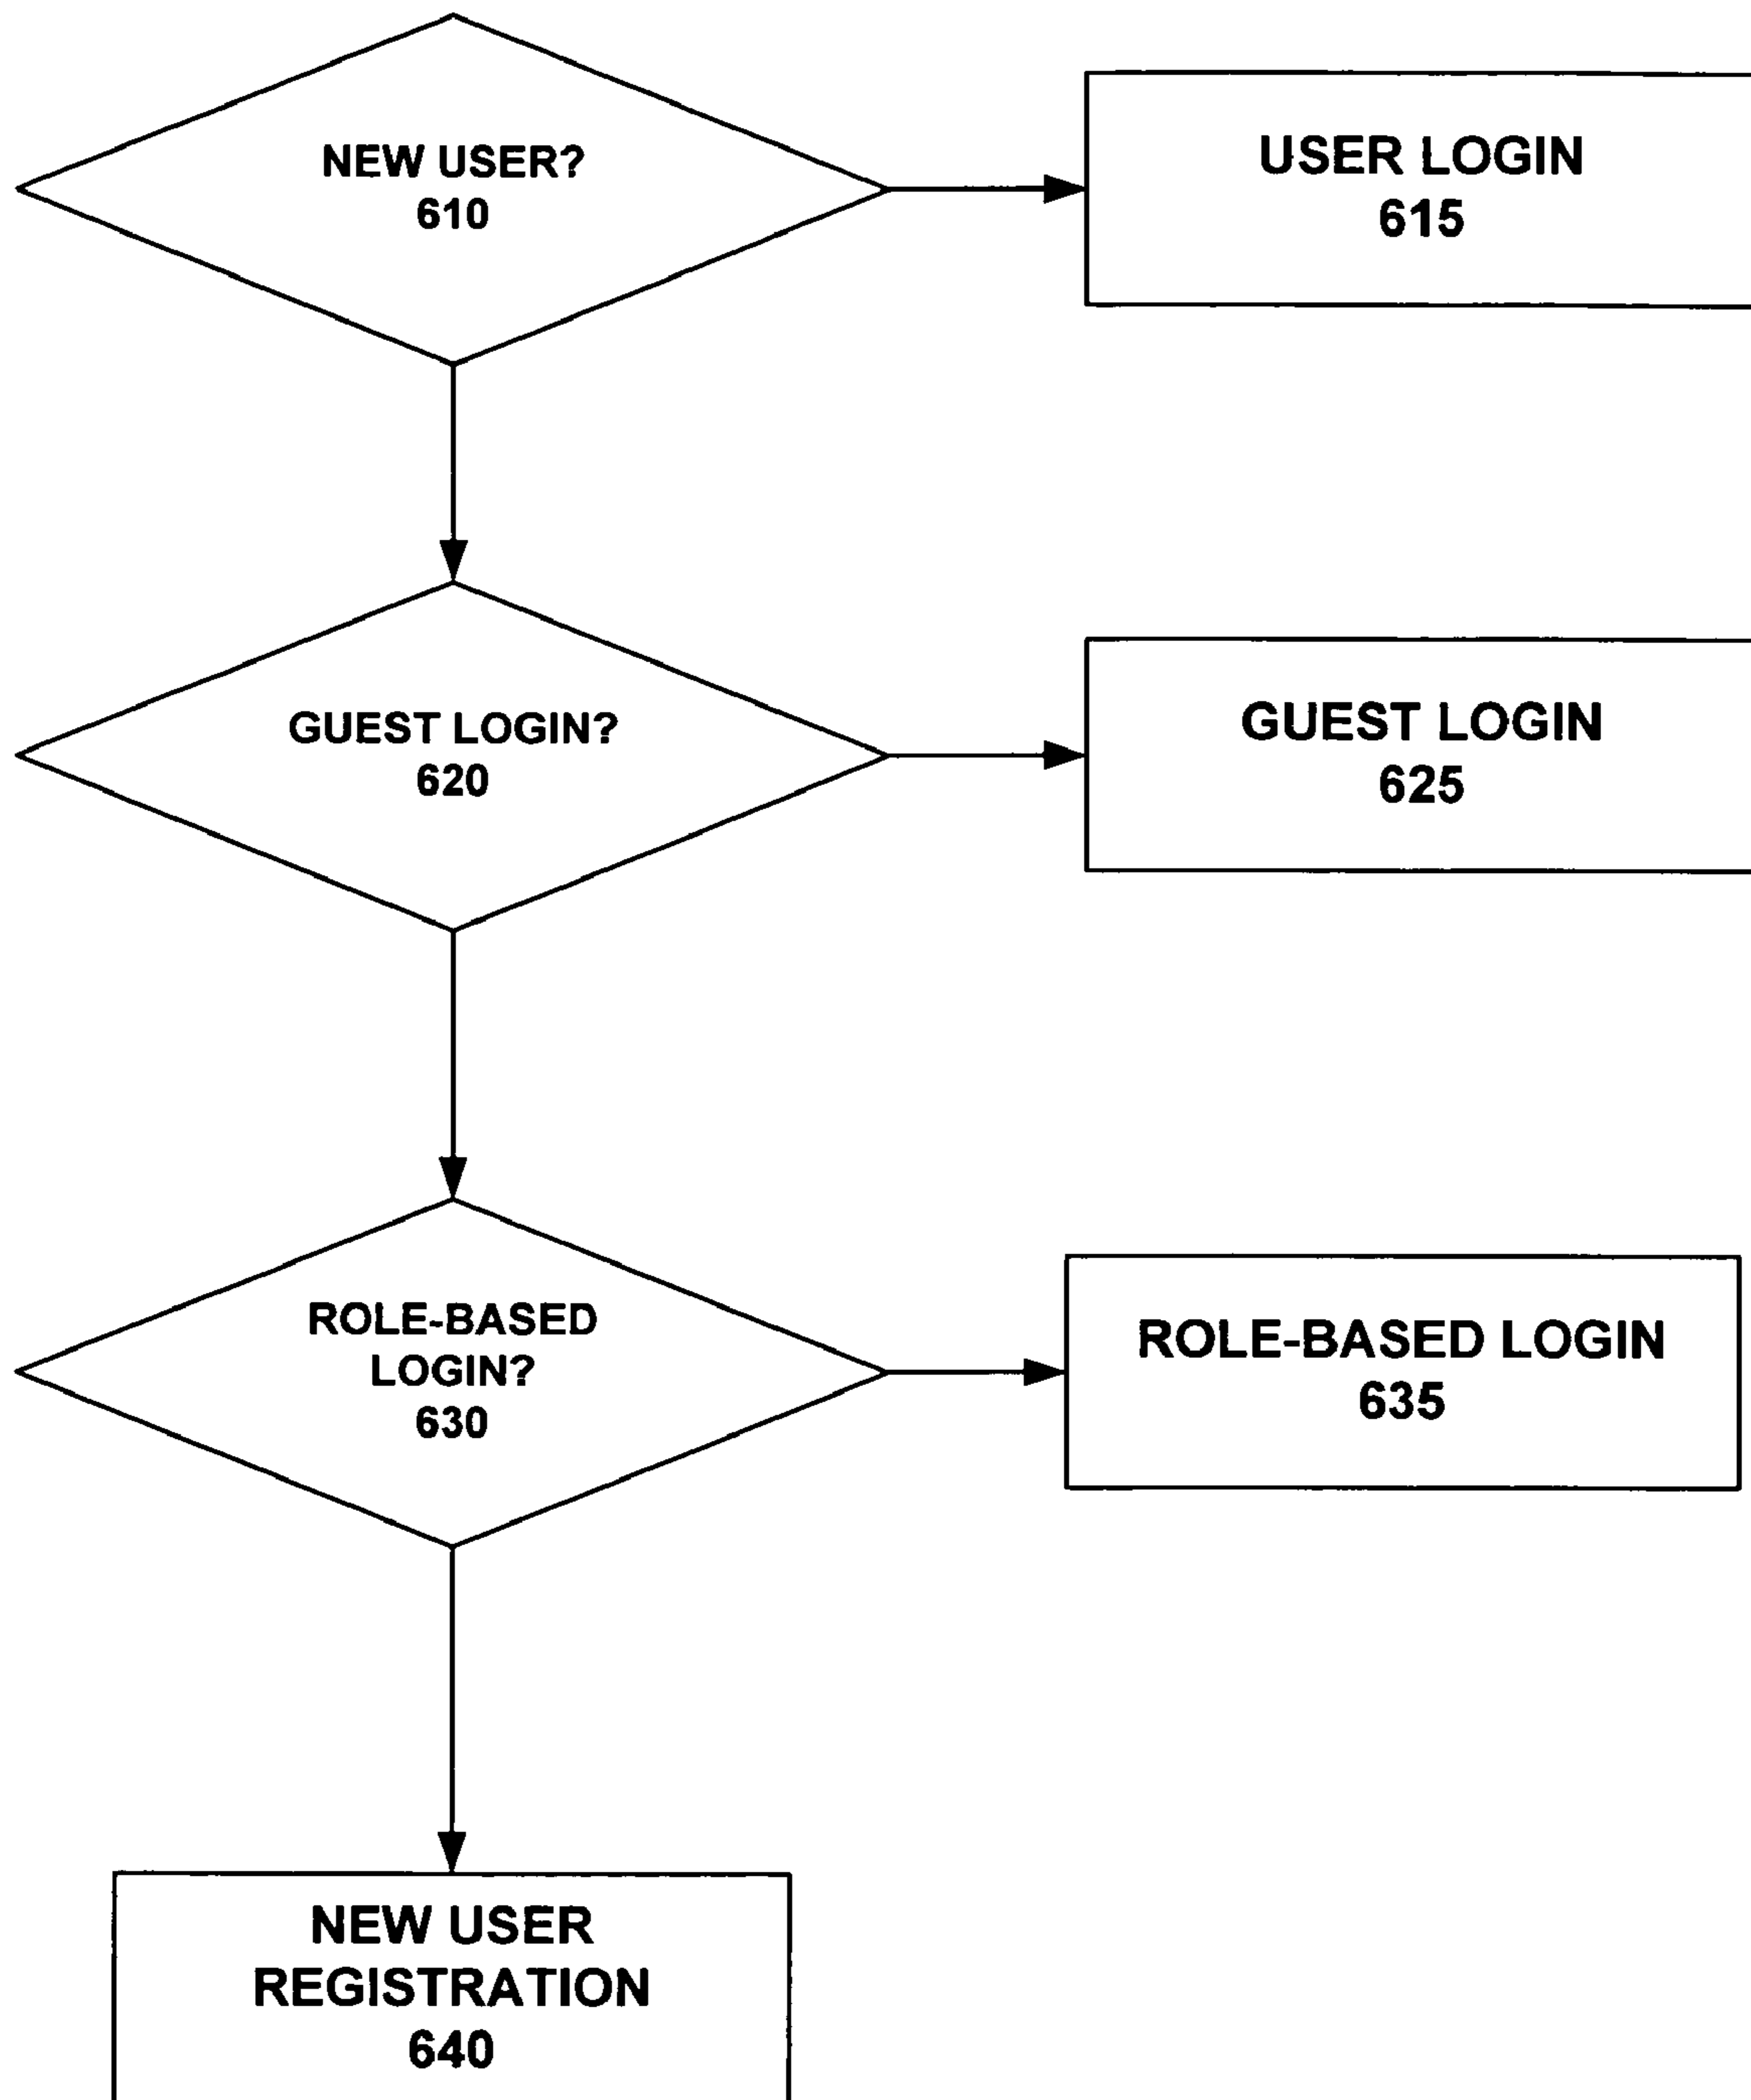 NEW USER?
610
USER LOGIN
615
GUEST LOGIN?
620
GUEST LOGIN
625
ROLE-BASED
LOGIN?
630
ROLE-BASED LOGIN
635
NEW USER
REGISTRATION
640